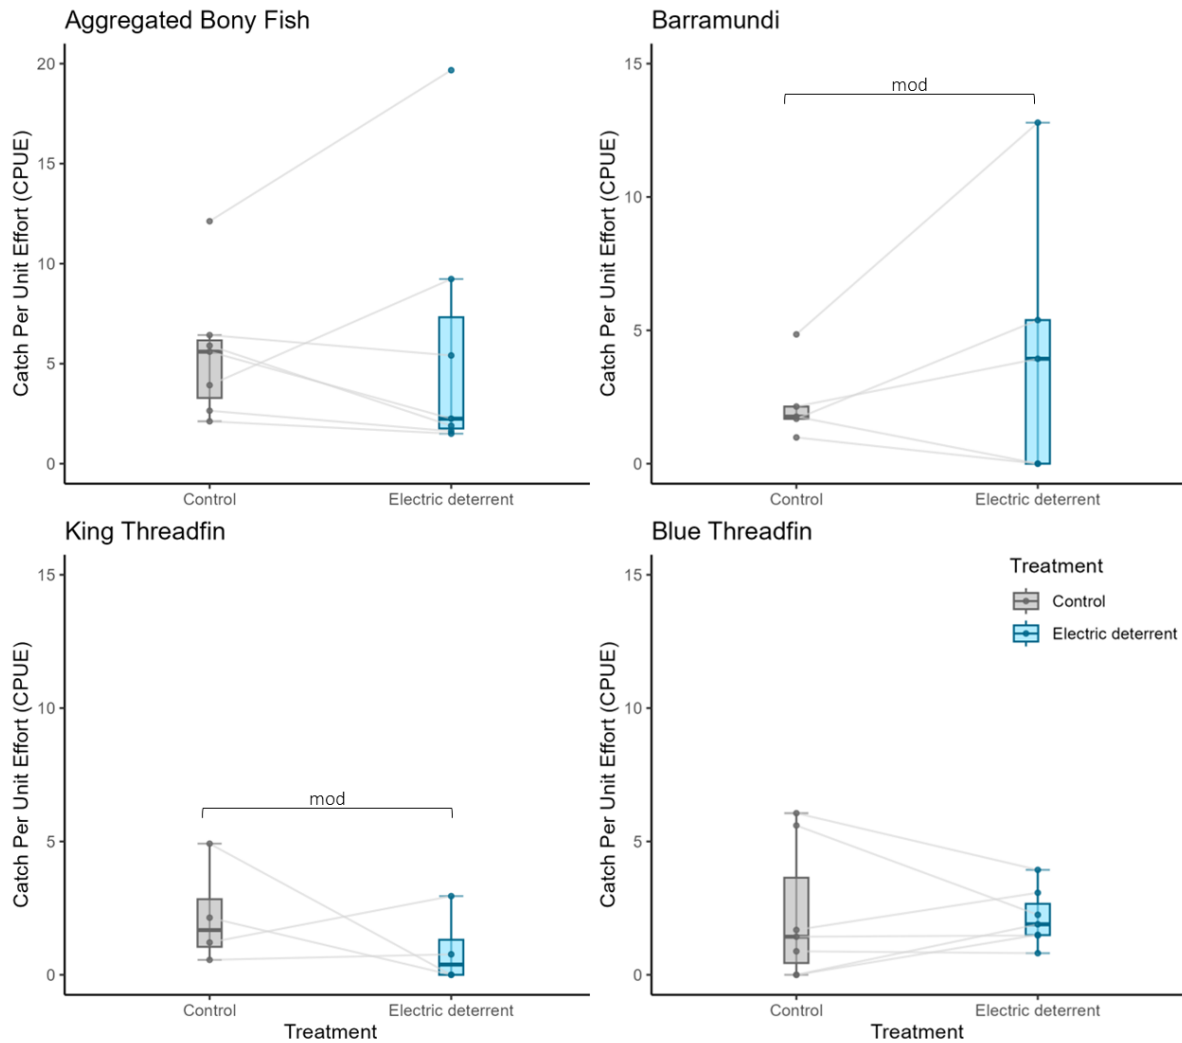 Aggregated Bony Fish
Catch Per Unit Effort (CPUE)
20
15
10
5
0
Control
Electric deterrent
Barramundi
Catch Per Unit Effort (CPUE)
15
10
5
0
mod
Control
Electric deterrent
King Threadfin
Catch Per Unit Effort (CPUE)
15
10
5
0
mod
Control
Electric deterrent
Treatment
Blue Threadfin
Catch Per Unit Effort (CPUE)
15
10
5
0
Treatment
Control
Electric deterrent
Control
Electric deterrent
Treatment